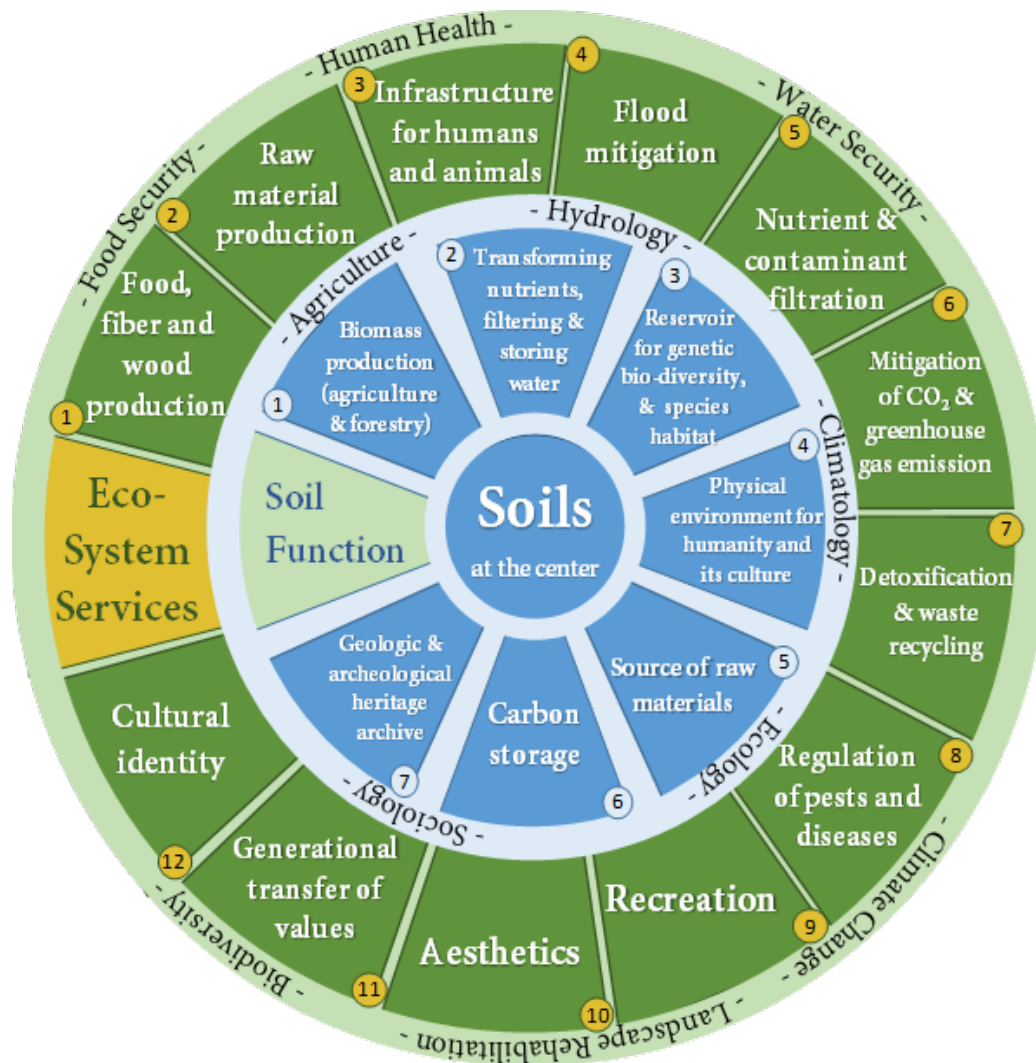 - Food Security -
- Human Health -
- Water Security -
- Climate Change -
- Landscape Rehabilitation -
- Biodiversity -
Eco-
System
Services
1
Food,
fiber and
wood
production
2
Raw
material
production
3
Infrastructure
for humans
and animals
4
Flood
mitigation
5
Nutrient &
contaminant
filtration
6
Mitigation
of CO₂ &
greenhouse
gas emission
7
Detoxification
& waste
recycling
8
Regulation
of pests and
diseases
9
Recreation
10
Aesthetics
11
Generational
transfer of
values
12
Cultural
identity
- Agriculture -
- Hydrology -
- Climatology -
- Ecology -
- Sociology -
Soil
Function
1
Biomass
production
(agriculture
& forestry)
2
Transforming
nutrients,
filtering &
storing
water
3
Reservoir
for genetic
bio-diversity,
& species
habitat
4
Physical
environment for
humanity and
its culture
5
Source of raw
materials
6
Carbon
storage
7
Geologic &
archeological
heritage
archive
Soils
at the center